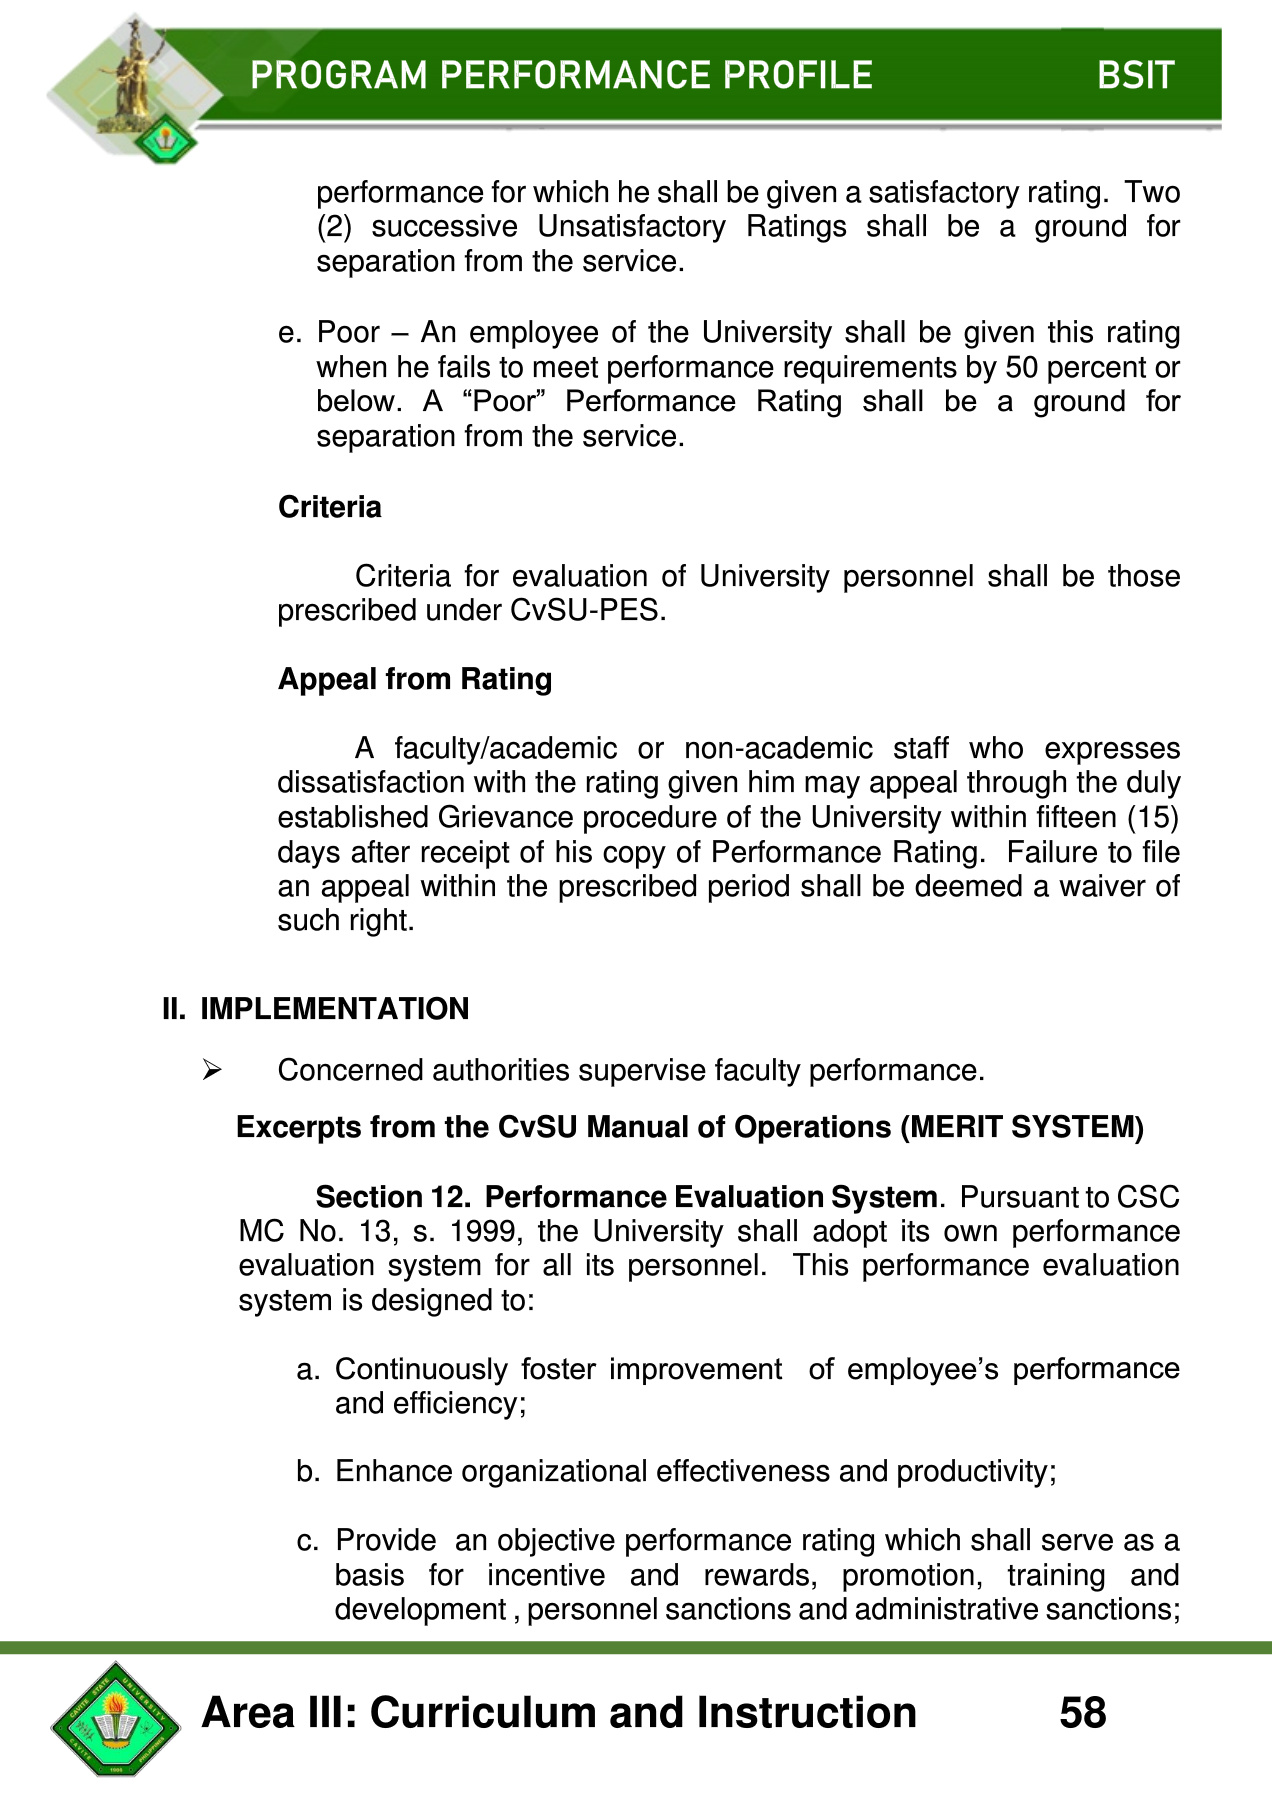 PROGRAM PERFORMANCE PROFILE BSIT
performance for which he shall be given a satisfactory rating. Two
(2) successive Unsatisfactory Ratings shall be a ground for
separation from the service.
e. Poor – An employee of the University shall be given this rating
when he fails to meet performance requirements by 50 percent or
below. A “Poor” Performance Rating shall be a ground for
separation from the service.
Criteria
Criteria for evaluation of University personnel shall be those
prescribed under CvSU-PES.
Appeal from Rating
A faculty/academic or non-academic staff who expresses
dissatisfaction with the rating given him may appeal through the duly
established Grievance procedure of the University within fifteen (15)
days after receipt of his copy of Performance Rating. Failure to file
an appeal within the prescribed period shall be deemed a waiver of
such right.
II. IMPLEMENTATION
➢ Concerned authorities supervise faculty performance.
Excerpts from the CvSU Manual of Operations (MERIT SYSTEM)
Section 12. Performance Evaluation System. Pursuant to CSC
MC No. 13, s. 1999, the University shall adopt its own performance
evaluation system for all its personnel. This performance evaluation
system is designed to:
a. Continuously foster improvement of employee’s performance
and efficiency;
b. Enhance organizational effectiveness and productivity;
c. Provide an objective performance rating which shall serve as a
basis for incentive and rewards, promotion, training and
development , personnel sanctions and administrative sanctions;
CAVITE STATE UNIVERSITY
CAVITE PHILIPPINES
Area III: Curriculum and Instruction 58